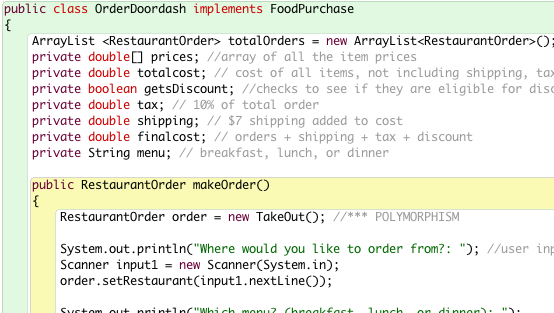 public class OrderDoordash implements FoodPurchase
{
ArrayList <RestaurantOrder> totalOrders = new ArrayList<RestaurantOrder>();
private double[] prices; //array of all the item prices
private double totalcost; // cost of all items, not including shipping, tax
private boolean getsDiscount; //checks to see if they are eligible for disc
private double tax; // 10% of total order
private double shipping; // $7 shipping added to cost
private double finalcost; // orders + shipping + tax + discount
private String menu; // breakfast, lunch, or dinner
public RestaurantOrder makeOrder()
{
RestaurantOrder order = new TakeOut(); //*** POLYMORPHISM
System.out.println("Where would you like to order from?: "); //user inp
Scanner input1 = new Scanner(System.in);
order.setRestaurant(input1.nextLine());
System.out.println("Which menu? (breakfast, lunch, or dinner): ");